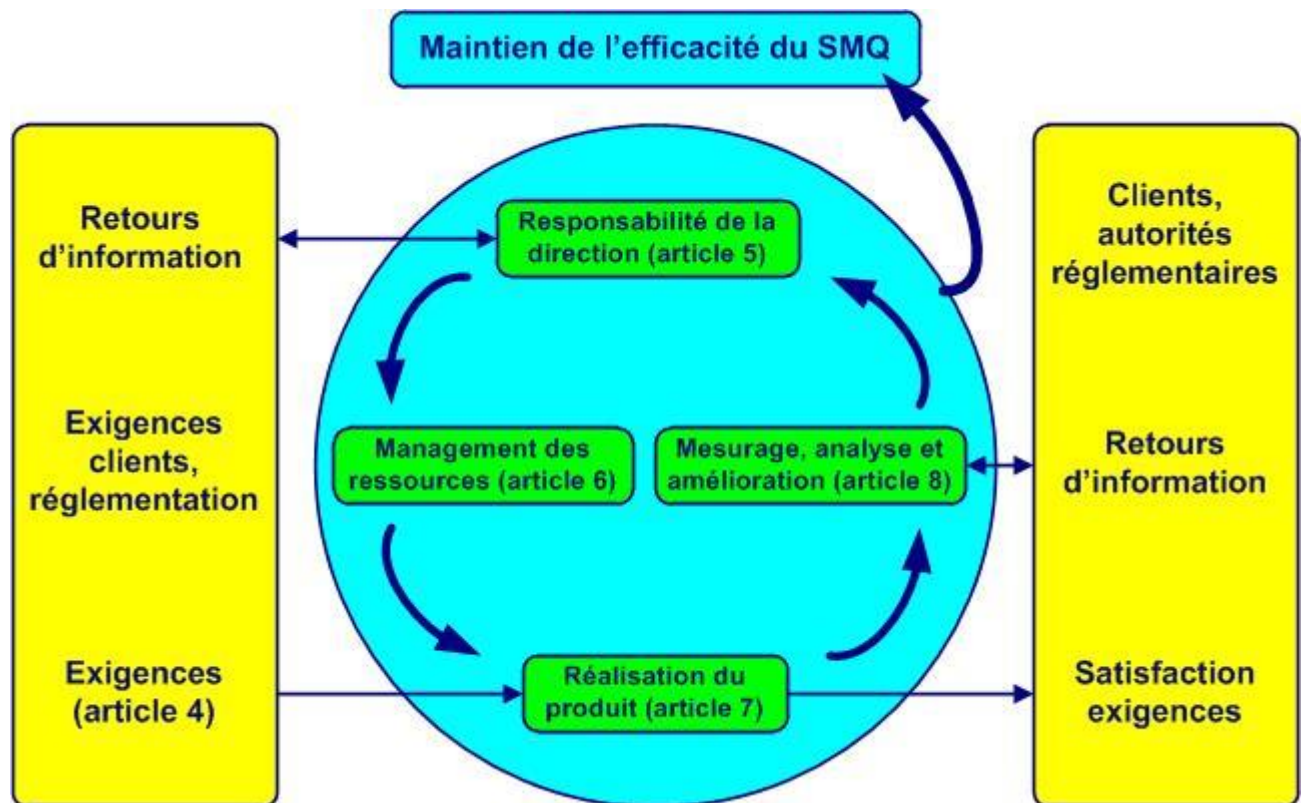 Maintien de l’efficacité du SMQ
Retours
d’information
Exigences
clients,
réglementation
Exigences
(article 4)
Responsabilité de la
direction (article 5)
Management des
ressources (article 6)
Mesurage, analyse et
amélioration (article 8)
Réalisation du
produit (article 7)
Clients,
autorités
réglementaires
Retours
d’information
Satisfaction
exigences